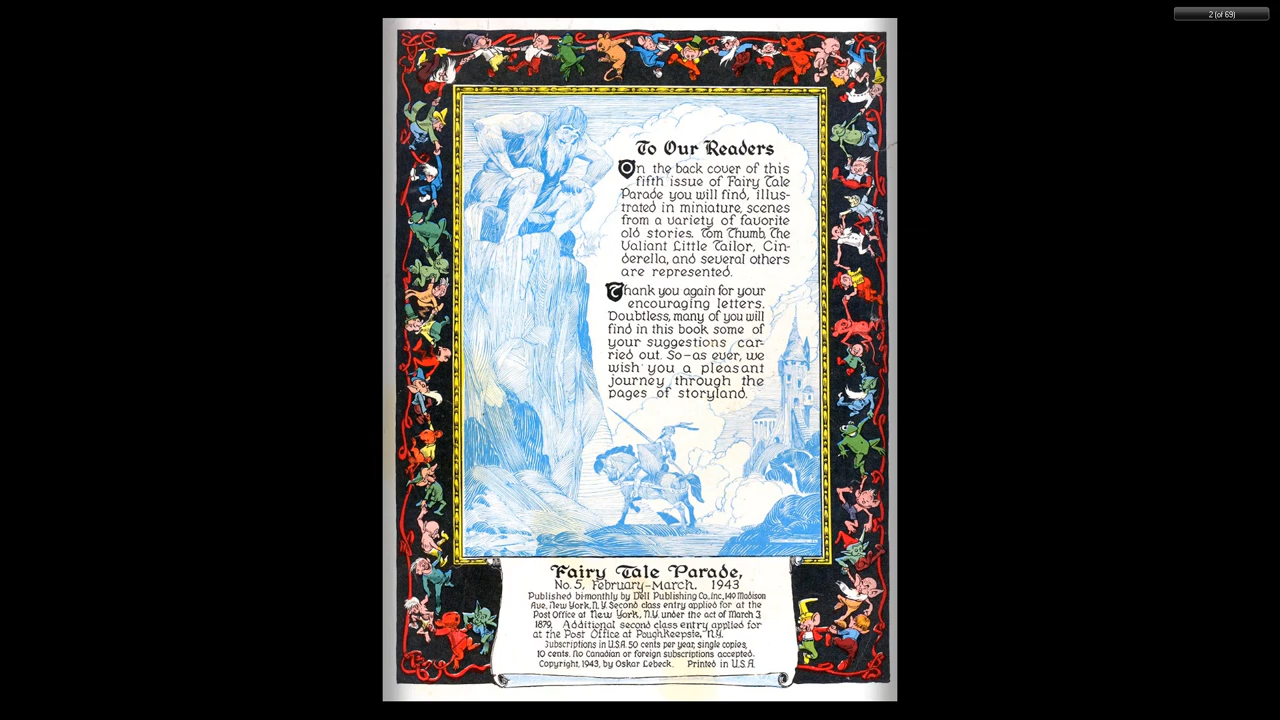 2 (of 69)
To Our Readers
On the back cover of this
fifth issue of Fairy Tale
Parade you will find, illus-
trated in miniature, scenes
from a variety of favorite
old stories. Tom Thumb, The
Valiant Little Tailor, Cin-
derella, and several others
are represented.
Thank you again for your
encouraging letters.
Doubtless, many of you will
find in this book some of
your suggestions car-
ried out. So—as ever, we
wish you a pleasant
journey through the
pages of storyland.
Fairy Tale Parade,
No. 5, February-March, 1943
Published bi-monthly by Dell Publishing Co., Inc., 149 Madison
Ave., New York, N.Y. Second class entry applied for at the
Post Office at New York, N.Y. under the act of March 3,
1879. Additional second class entry applied for
at the Post Office at Poughkeepsie, N.Y.
Subscriptions in U.S.A. 50 cents per year, single copies,
10 cents. No Canadian or foreign subscriptions accepted.
Copyright, 1943, by Oskar Lebeck. Printed in U.S.A.